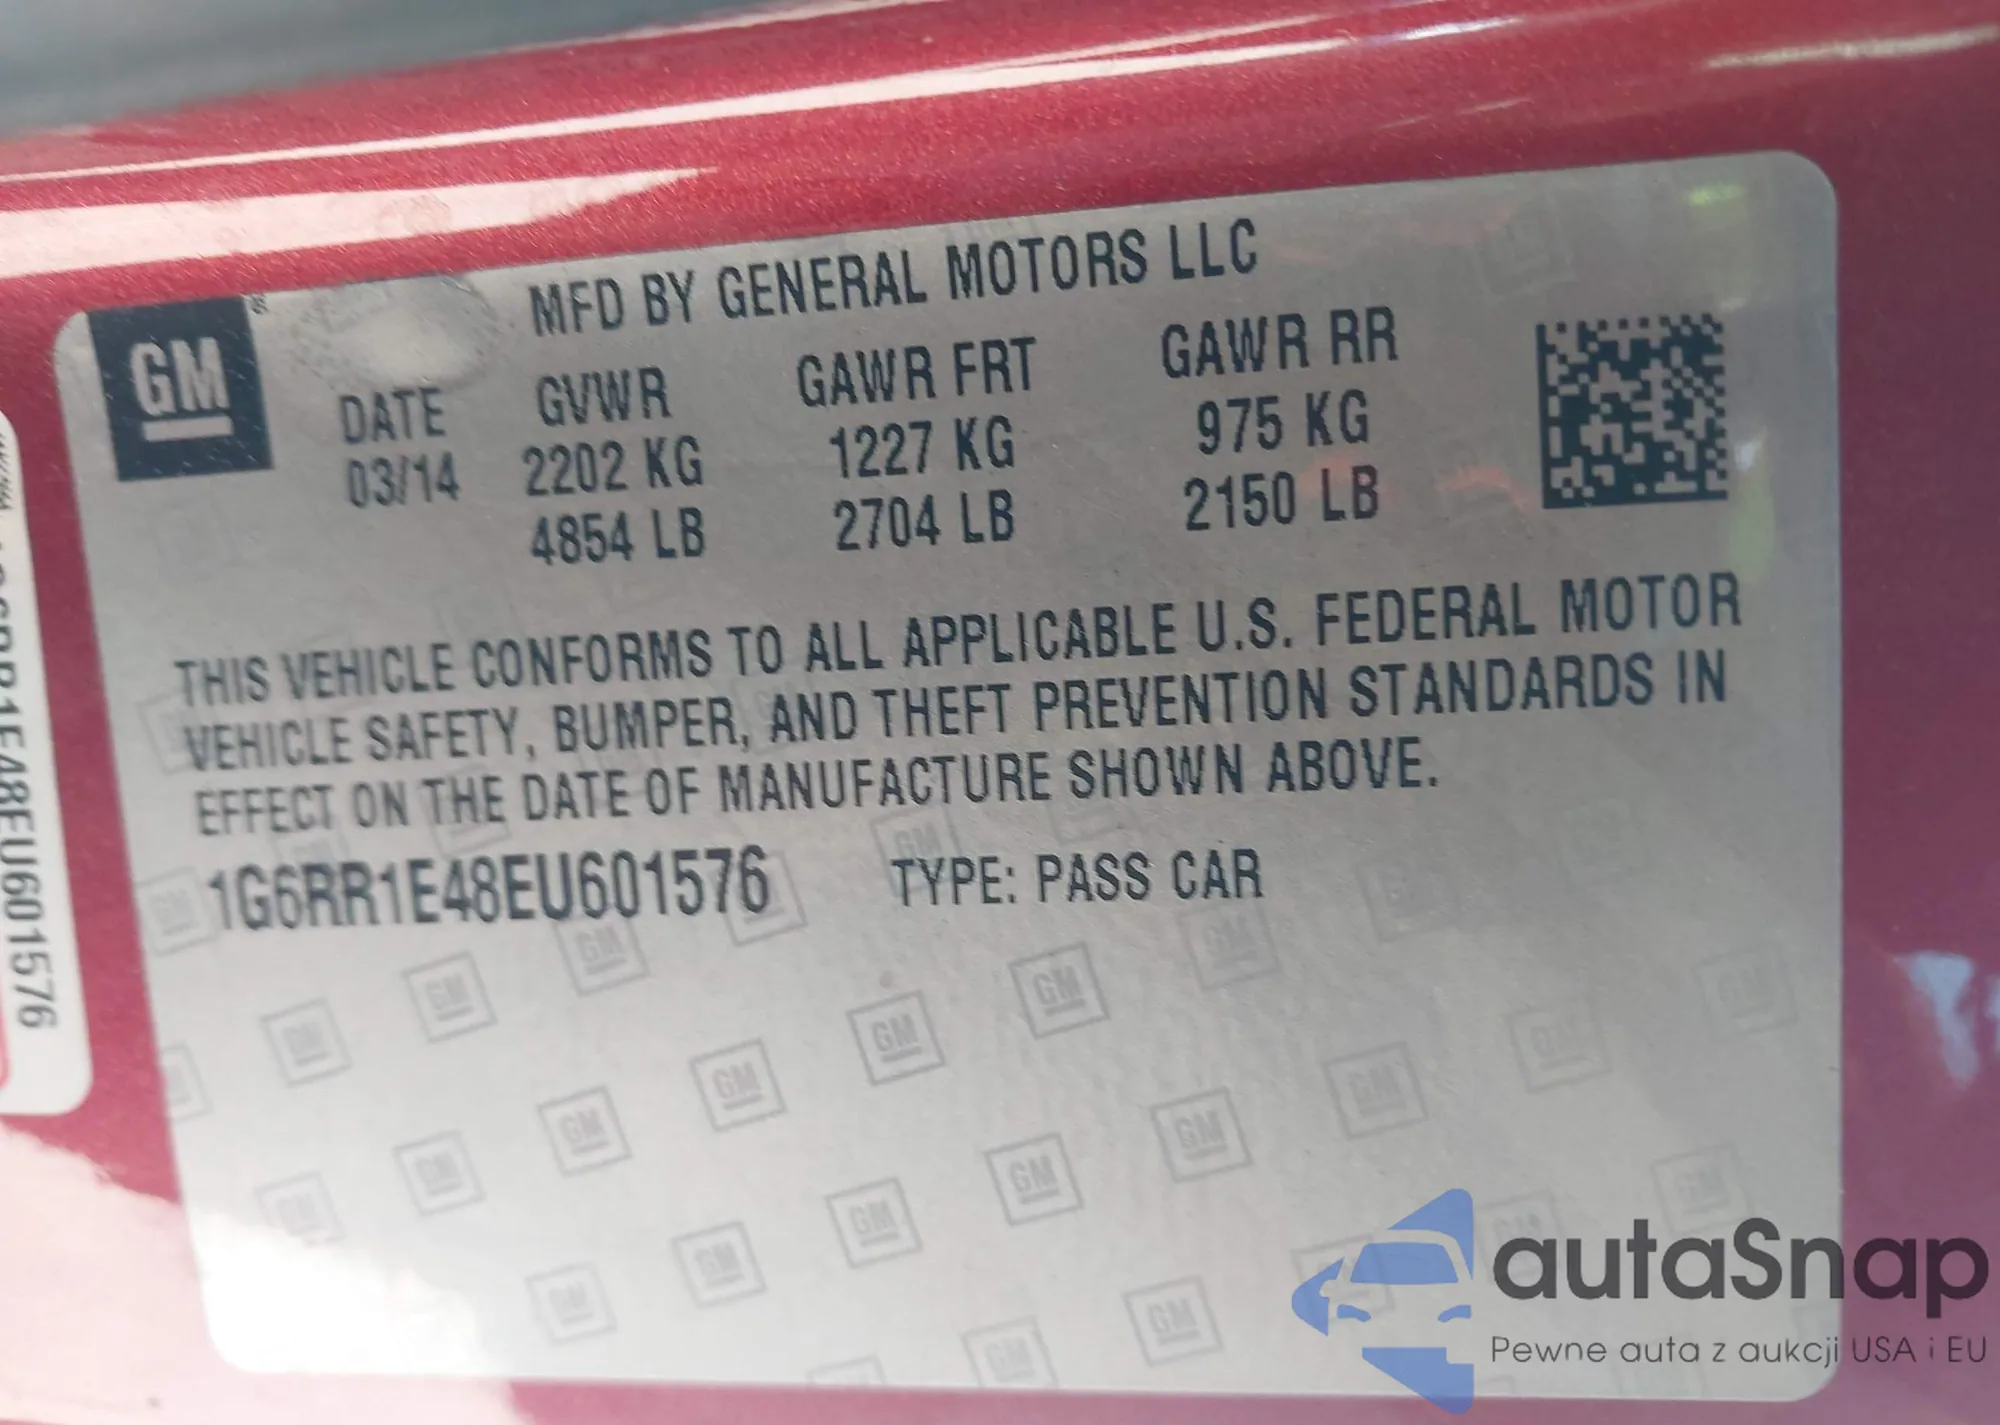 GM
MFD BY GENERAL MOTORS LLC
DATE GVWR GAWR FRT GAWR RR
03/14 2202 KG 1227 KG 975 KG
4854 LB 2704 LB 2150 LB
THIS VEHICLE CONFORMS TO ALL APPLICABLE U.S. FEDERAL MOTOR
VEHICLE SAFETY, BUMPER, AND THEFT PREVENTION STANDARDS IN
EFFECT ON THE DATE OF MANUFACTURE SHOWN ABOVE.
1G6RR1E48EU601576 TYPE: PASS CAR
autaSnap
Pewne auta z aukcji USA i EU